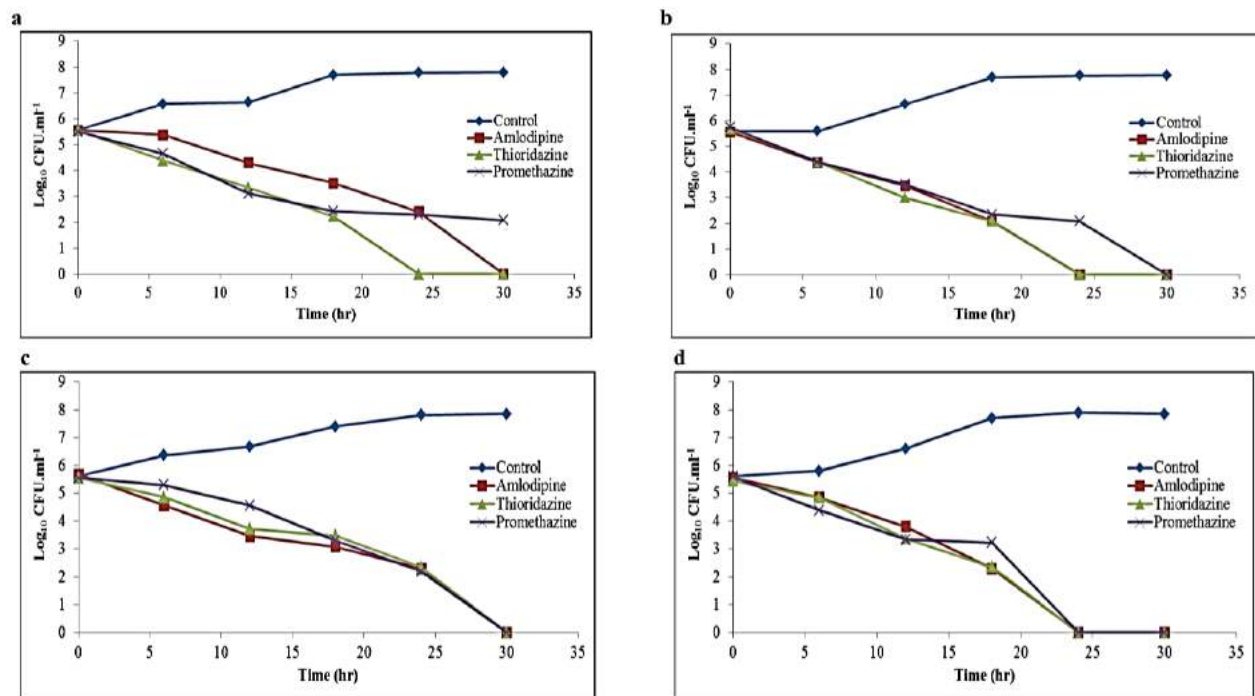 a
9
8
7
6
5
4
3
2
1
0
Log₁₀ CFU.ml⁻¹
0 5 10 15 20 25 30 35
Time (hr)
Control
Amlodipine
Thioridazine
Promethazine
b
9
8
7
6
5
4
3
2
1
0
Log₁₀ CFU.ml⁻¹
0 5 10 15 20 25 30 35
Time (hr)
Control
Amlodipine
Thioridazine
Promethazine
c
9
8
7
6
5
4
3
2
1
0
Log₁₀ CFU.ml⁻¹
0 5 10 15 20 25 30 35
Time (hr)
Control
Amlodipine
Thioridazine
Promethazine
d
9
8
7
6
5
4
3
2
1
0
Log₁₀ CFU.ml⁻¹
0 5 10 15 20 25 30 35
Time (hr)
Control
Amlodipine
Thioridazine
Promethazine